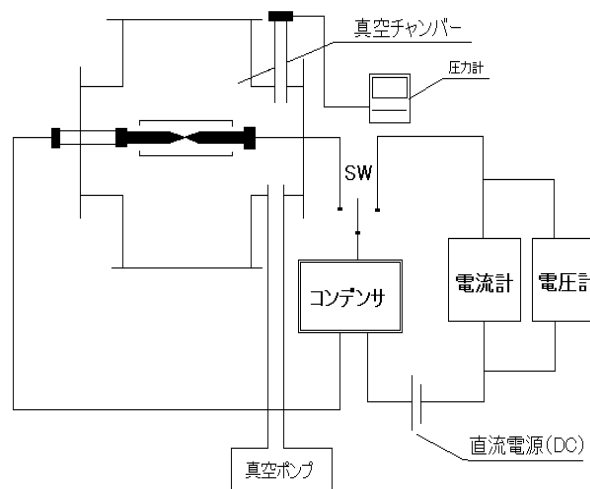 真空チャンバー
圧力計
SW
コンデンサ
電流計
電圧計
直流電源(DC)
真空ポンプ